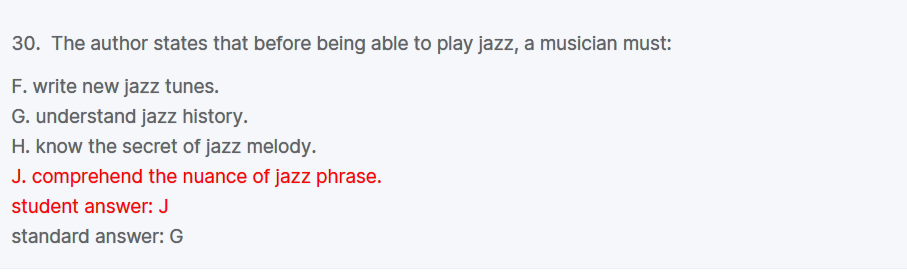 30. The author states that before being able to play jazz, a musician must:
F. write new jazz tunes.
G. understand jazz history.
H. know the secret of jazz melody.
J. comprehend the nuance of jazz phrase.
student answer: J
standard answer: G